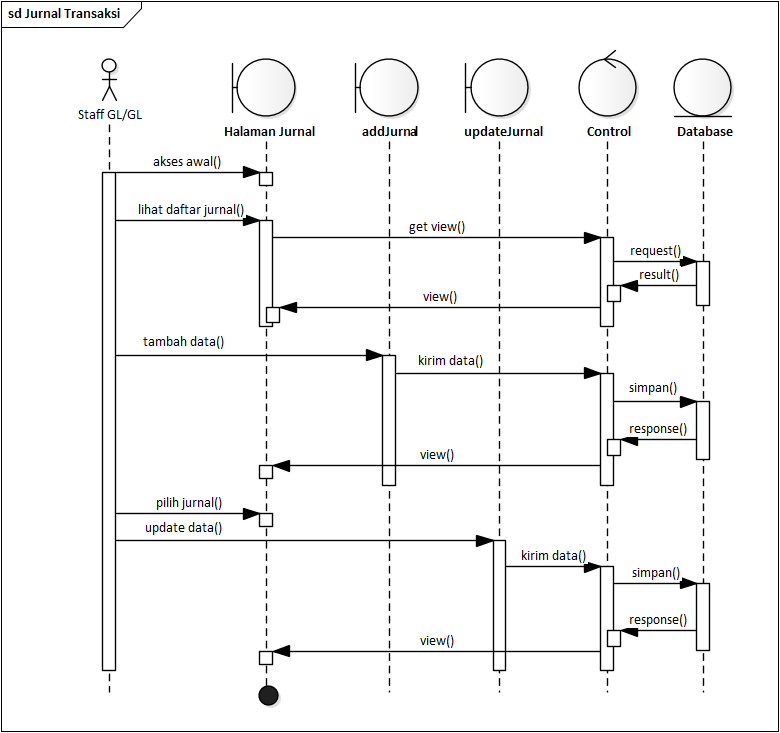 sd Jurnal Transaksi
Staff GL/GL
Halaman Jurnal
addJurnal
updateJurnal
Control
Database
akses awal()
lihat daftar jurnal()
get view()
request()
result()
view()
tambah data()
kirim data()
simpan()
response()
view()
pilih jurnal()
update data()
kirim data()
simpan()
response()
view()